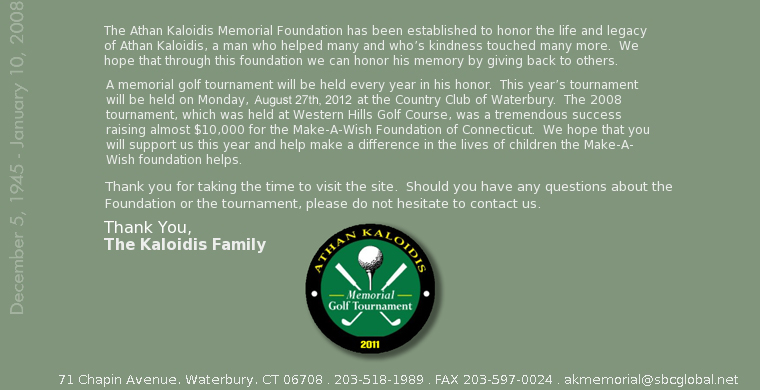 December 5, 1945 - January 10, 2008
The Athan Kaloidis Memorial Foundation has been established to honor the life and legacy
of Athan Kaloidis, a man who helped many and who's kindness touched many more.  We
hope that through this foundation we can honor his memory by giving back to others.
A memorial golf tournament will be held every year in his honor.  This year's tournament
will be held on Monday, August 27th, 2012 at the Country Club of Waterbury.  The 2008
tournament, which was held at Western Hills Golf Course, was a tremendous success
raising almost $10,000 for the Make-A-Wish Foundation of Connecticut.  We hope that you
will support us this year and help make a difference in the lives of children the Make-A-
Wish foundation helps.
Thank you for taking the time to visit the site.  Should you have any questions about the
Foundation or the tournament, please do not hesitate to contact us.
Thank You,
The Kaloidis Family
ATHAN KALOIDIS
Memorial
Golf Tournament
2011
71 Chapin Avenue. Waterbury. CT 06708 . 203-518-1989 . FAX 203-597-0024 . akmemorial@sbcglobal.net